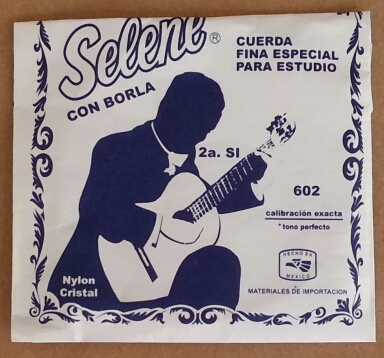 Selene®
CON BORLA
CUERDA
FINA ESPECIAL
PARA ESTUDIO
2a. SI
602
calibración exacta
* tono perfecto
HECHO EN
MEXICO
Nylon
Cristal
MATERIALES DE IMPORTACION